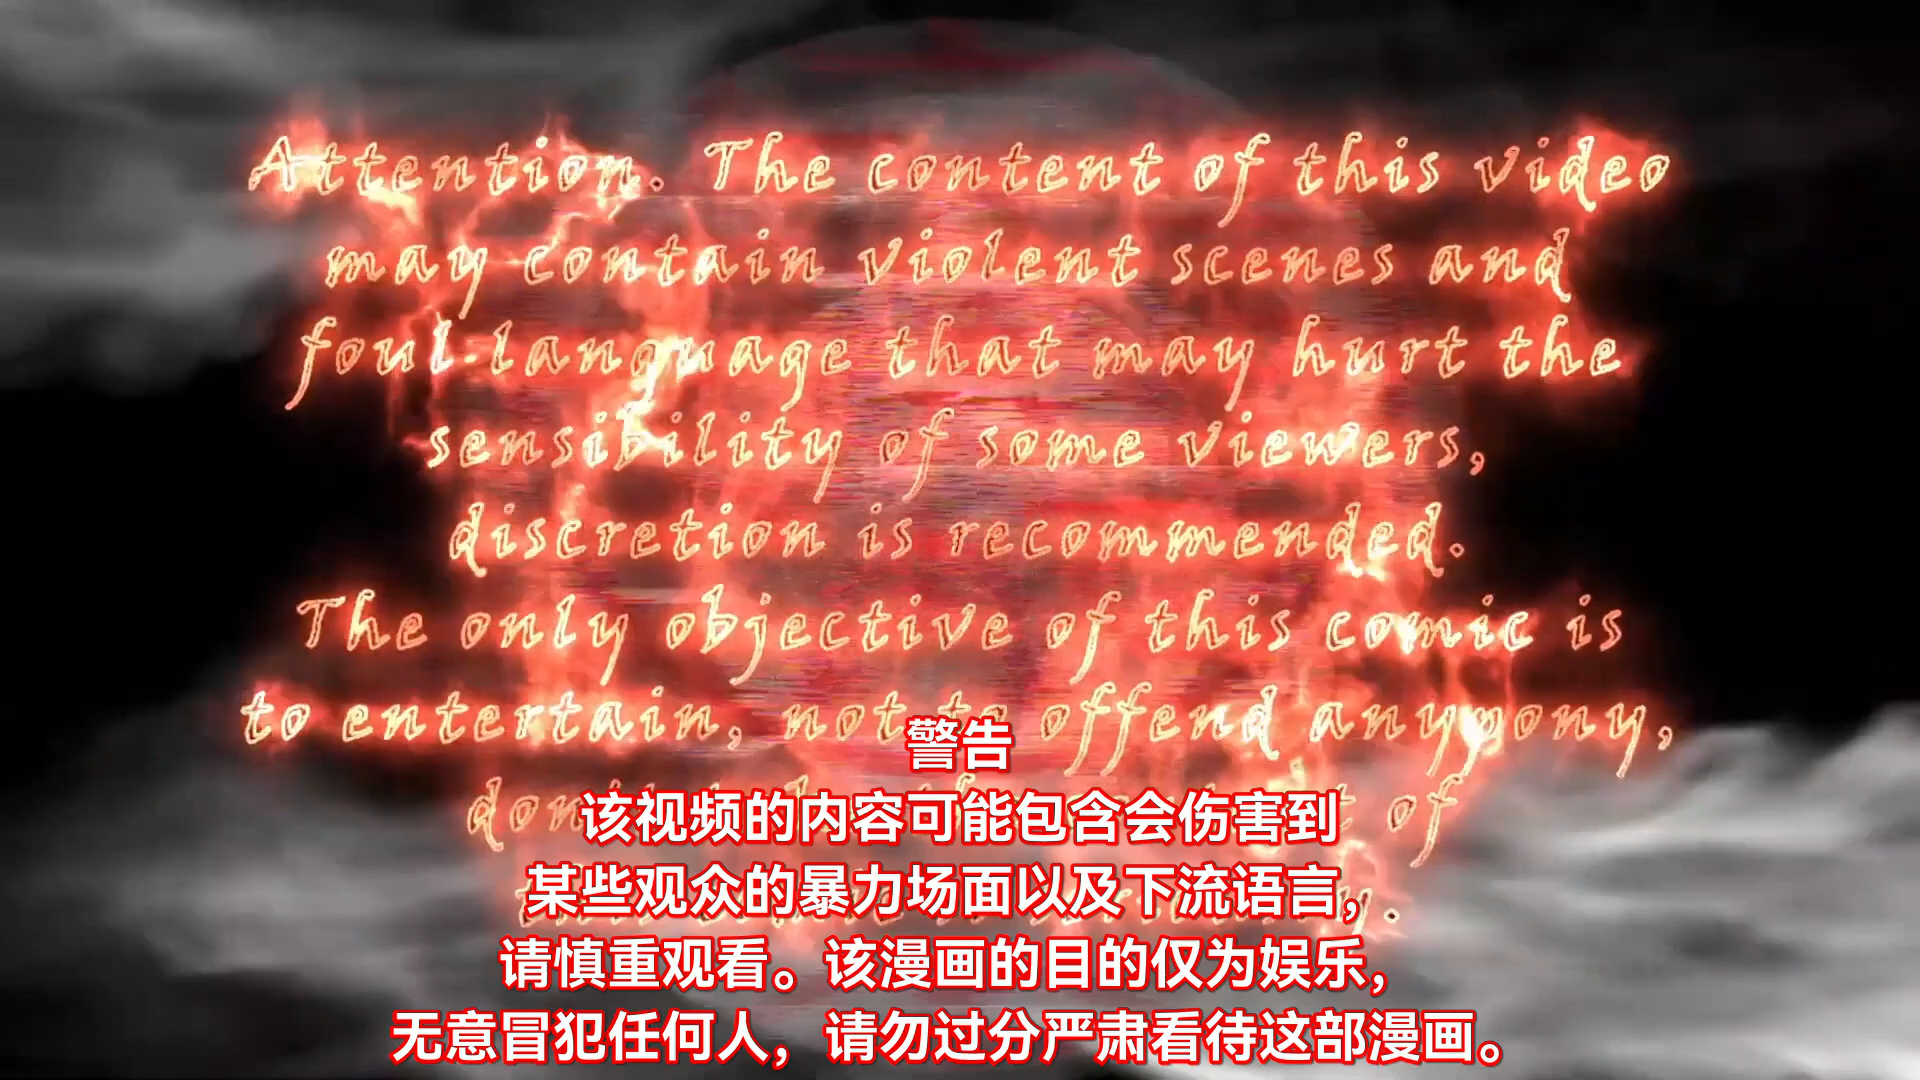 Attention. The content of this video
may contain violent scenes and
foul language that may hurt the
sensibility of some viewers,
discretion is recommended.
The only objective of this comic is
to entertain, not to offend anygony,
of
警告
该视频的内容可能包含会伤害到
某些观众的暴力场面以及下流语言，
请慎重观看。该漫画的目的仅为娱乐，
无意冒犯任何人，请勿过分严肃看待这部漫画。